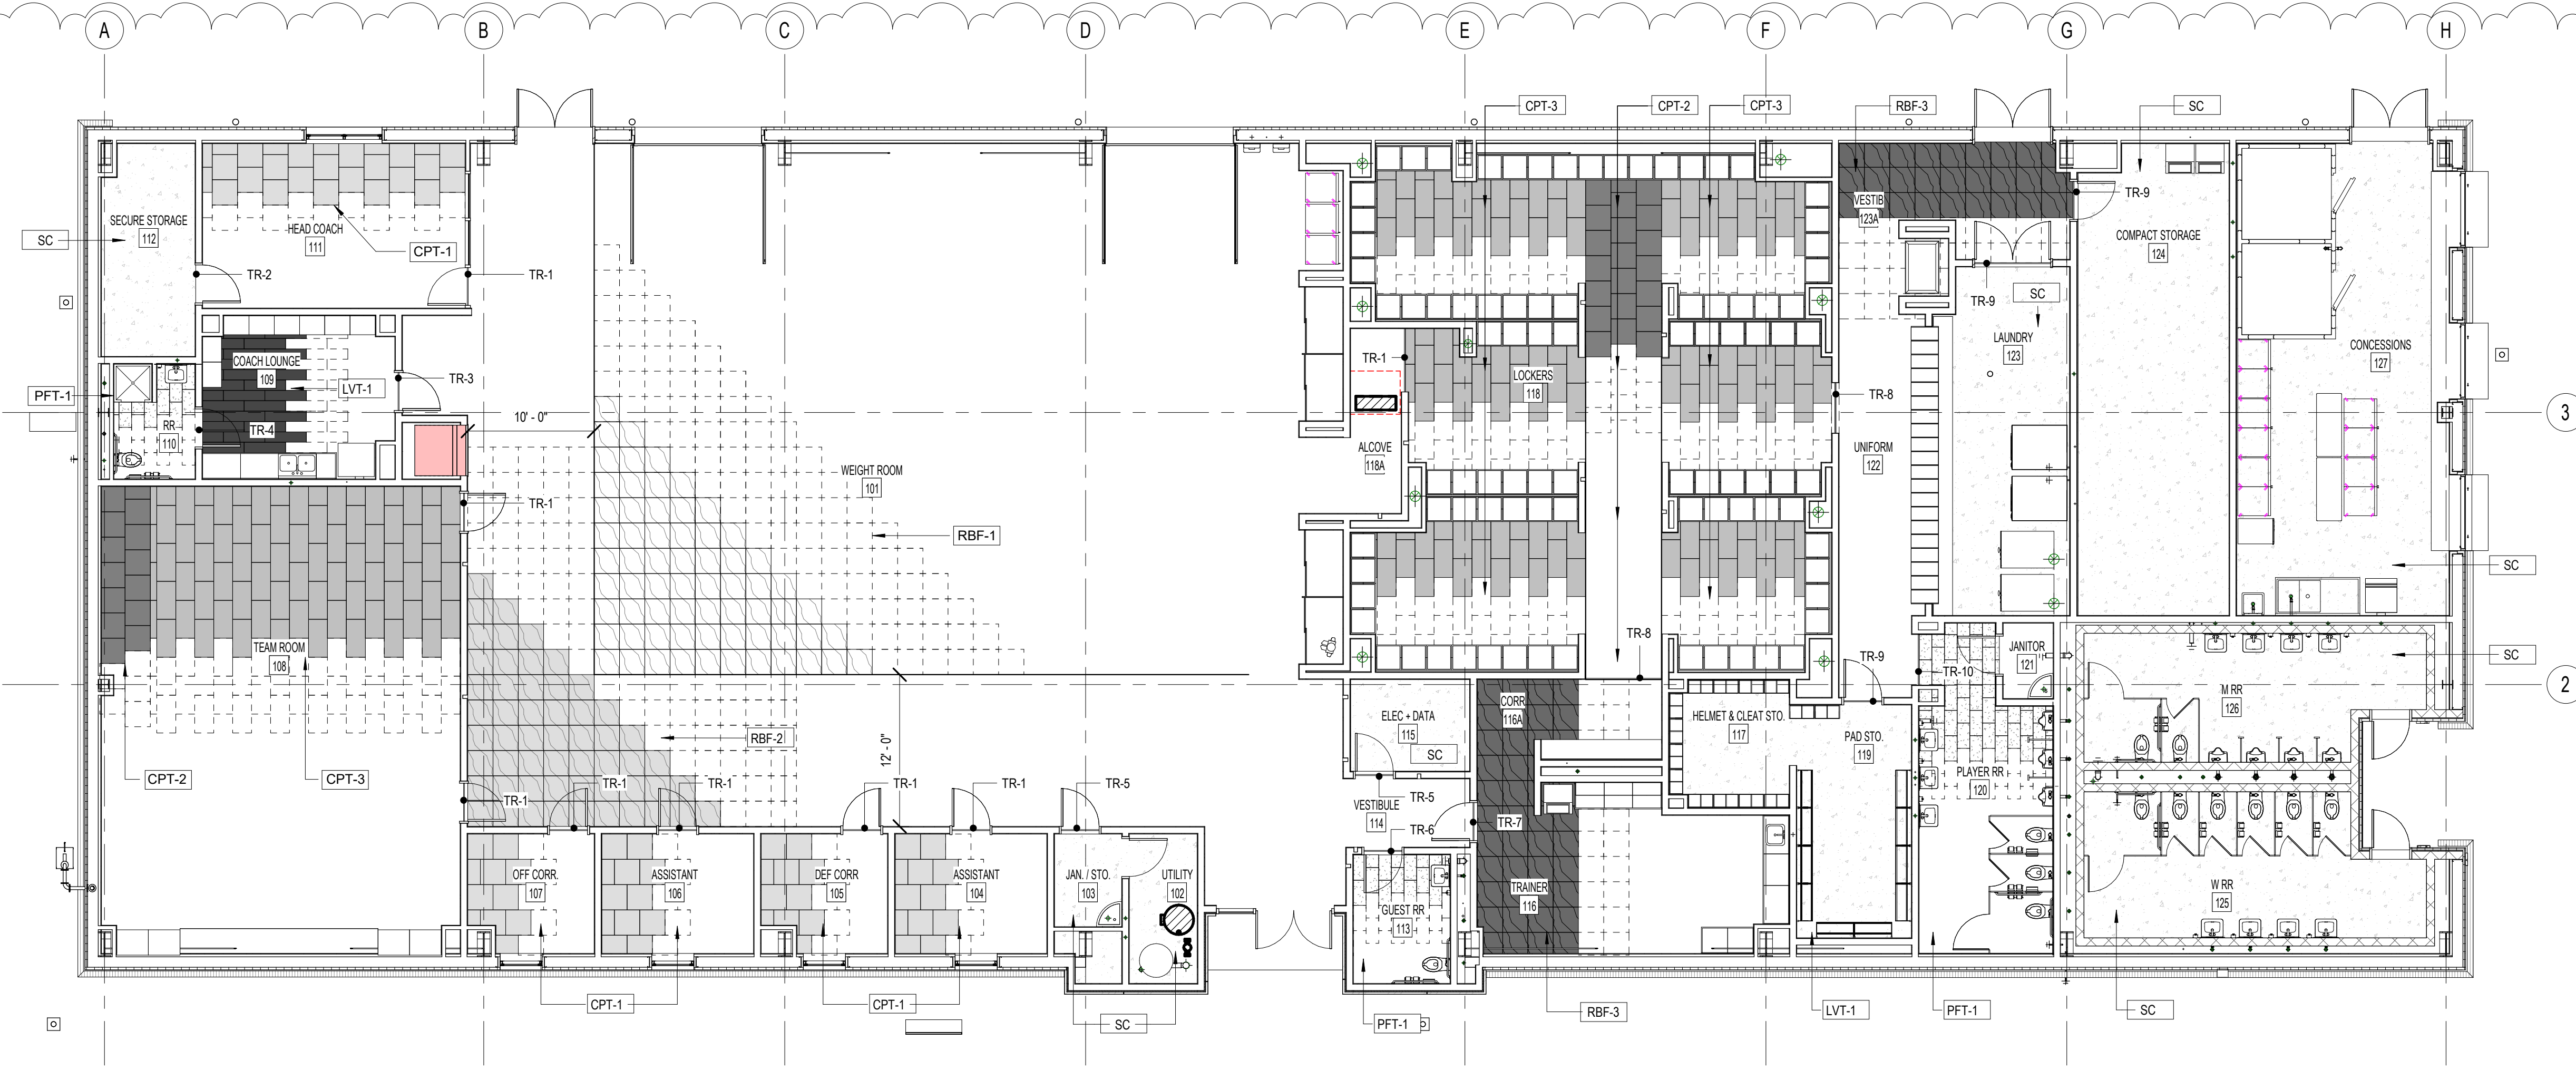 A
B
C
D
E
F
G
H
CPT-3
CPT-2
CPT-3
RBF-3
SC
SECURE STORAGE
112
SC
HEAD COACH
111
CPT-1
TR-2
TR-1
VESTIB
123A
TR-9
COMPACT STORAGE
124
TR-9
SC
LAUNDRY
123
CONCESSIONS
127
COACH LOUNGE
109
LVT-1
TR-3
PFT-1
RR
110
TR-4
10' - 0"
TR-1
LOCKERS
118
TR-8
3
ALCOVE
118A
UNIFORM
122
WEIGHT ROOM
101
TR-1
RBF-1
SC
TEAM ROOM
108
TR-8
JANITOR
121
SC
TR-9
TR-10
2
M RR
126
CORR
116A
ELEC + DATA
115
SC
HELMET & CLEAT STO.
117
PAD STO.
119
RBF-2
12' - 0"
CPT-2
CPT-3
PLAYER RR
120
TR-1
TR-1
TR-1
TR-1
TR-1
TR-5
TR-5
VESTIBULE
114
TR-6
TR-7
OFF CORR.
107
ASSISTANT
106
DEF CORR
105
ASSISTANT
104
JAN. / STO.
103
UTILITY
102
GUEST RR
113
TRAINER
116
W RR
125
CPT-1
CPT-1
SC
PFT-1
RBF-3
LVT-1
PFT-1
SC